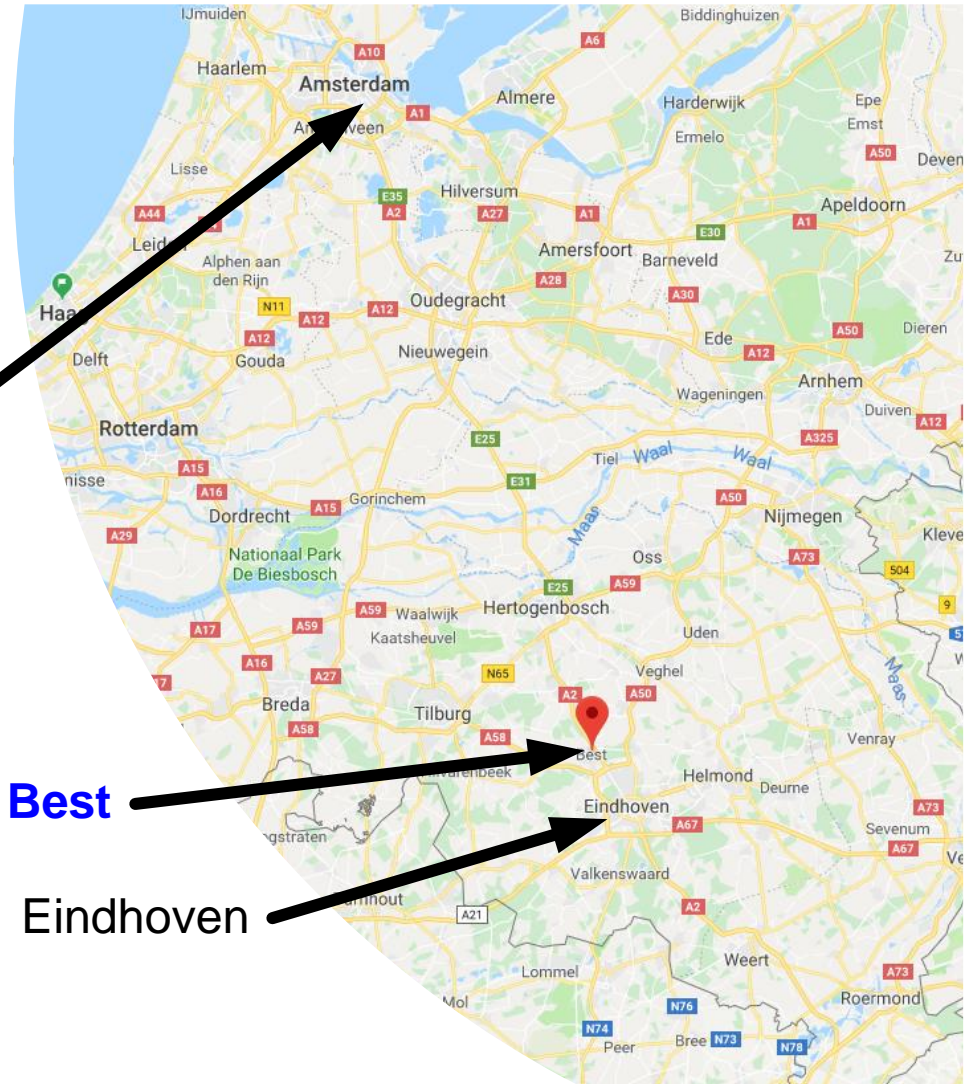 IJmuiden
Biddinghuizen
A6
A10
Haarlem
Amsterdam
Almere
Harderwijk
Epe
Emst
A1
Ermelo
A50
Lisse
Hilversum
E35
A2
A27
A1
A1
Apeldoorn
A44
E30
Amersfoort
Barneveld
Alphen aan
den Rijn
A28
A30
Oudegracht
N11
A12
A12
A12
Delft
Gouda
Nieuwegein
Ede
A12
A50
Dieren
Arnhem
Wageningen
Duiven
A12
Rotterdam
E25
A325
Tiel
Waal
Waal
A15
A16
E31
Gorinchem
A15
A50
Dordrecht
Nijmegen
A29
Maas
Nationaal Park
De Biesbosch
Oss
A73
504
E25
A59
9
A59
Waalwijk
Hertogenbosch
A17
A59
Kaatsheuvel
Uden
A16
A27
N65
Veghel
Maas
A2
A50
Breda
Tilburg
A58
A58
Venray
Best
Helmond
Deurne
Best
Eindhoven
A67
A73
Sevenum
A67
Valkenswaard
Eindhoven
A21
A2
Weert
Lommel
A73
Mol
Roermond
N76
N74
Peer
Bree
N73
N78